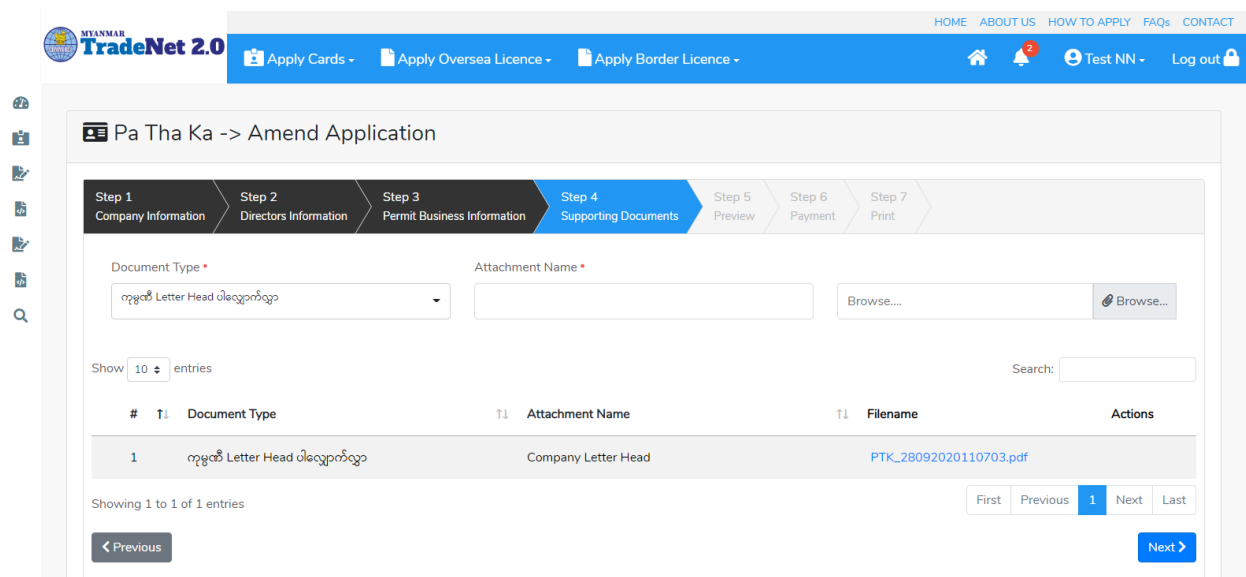 HOME ABOUT US HOW TO APPLY FAQs CONTACT
MYANMAR
TradeNet 2.0
Apply Cards Apply Oversea Licence Apply Border Licence 2 Test NN Log out
Pa Tha Ka -> Amend Application
Step 1 Step 2 Step 3 Step 4 Step 5 Step 6 Step 7
Company Information Directors Information Permit Business Information Supporting Documents Preview Payment Print
Document Type * Attachment Name *
ကုမ္ပဏီ Letter Head ပါလျှောက်လွှာ Browse.... Browse...
Show 10 entries Search:
# Document Type Attachment Name Filename Actions
1 ကုမ္ပဏီ Letter Head ပါလျှောက်လွှာ Company Letter Head PTK_28092020110703.pdf
Showing 1 to 1 of 1 entries First Previous 1 Next Last
Previous Next